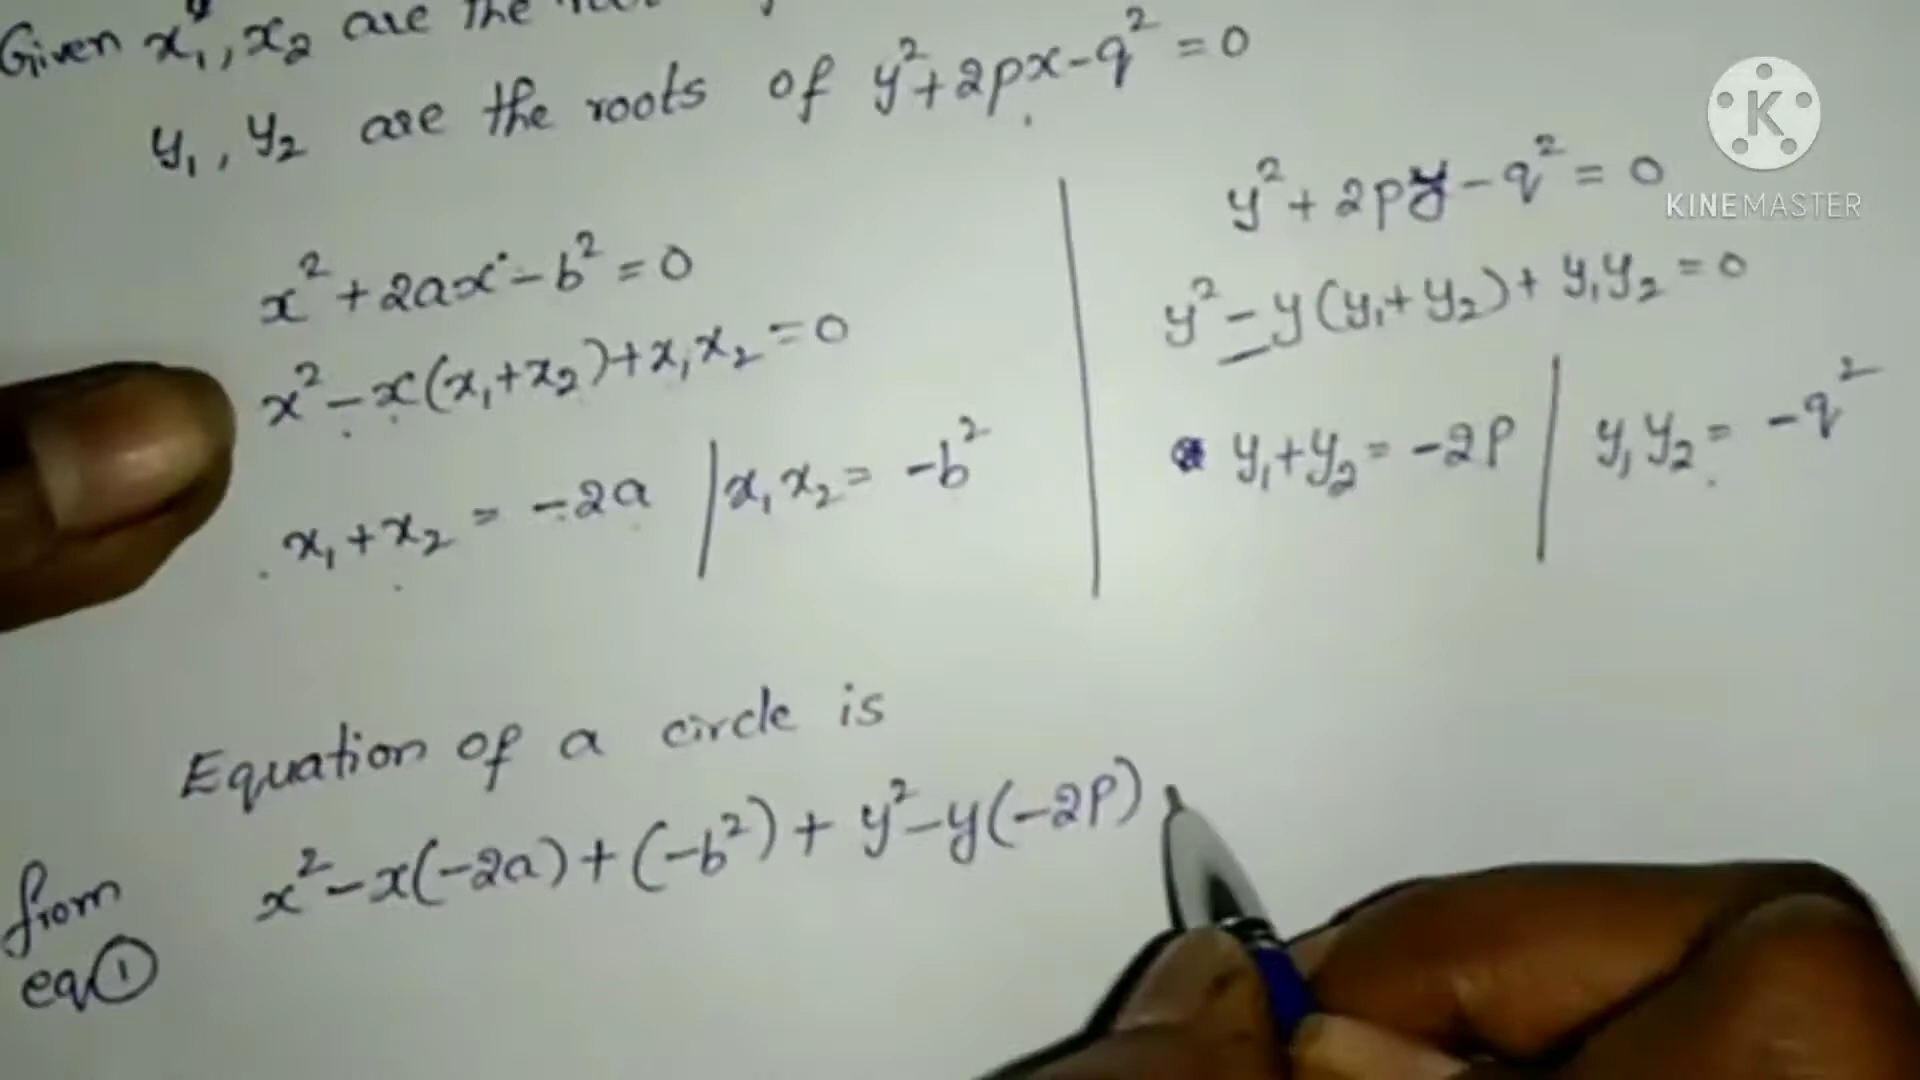 Given x₁, x₂ are the
y₁, y₂ are the roots of y²+2px-q² = 0
x² + 2ax - b² = 0
x² - x(x₁+x₂)+x₁x₂ = 0
x₁+x₂ = -2a | x₁x₂ = -b²
y² + 2py - q² = 0
y² - y(y₁+y₂)+ y₁y₂ = 0
y₁+y₂ = -2p | y₁y₂ = -q²
Equation of a circle is
from eq ①
x² - x(-2a) + (-b²) + y² - y(-2p)
K
KINEMASTER